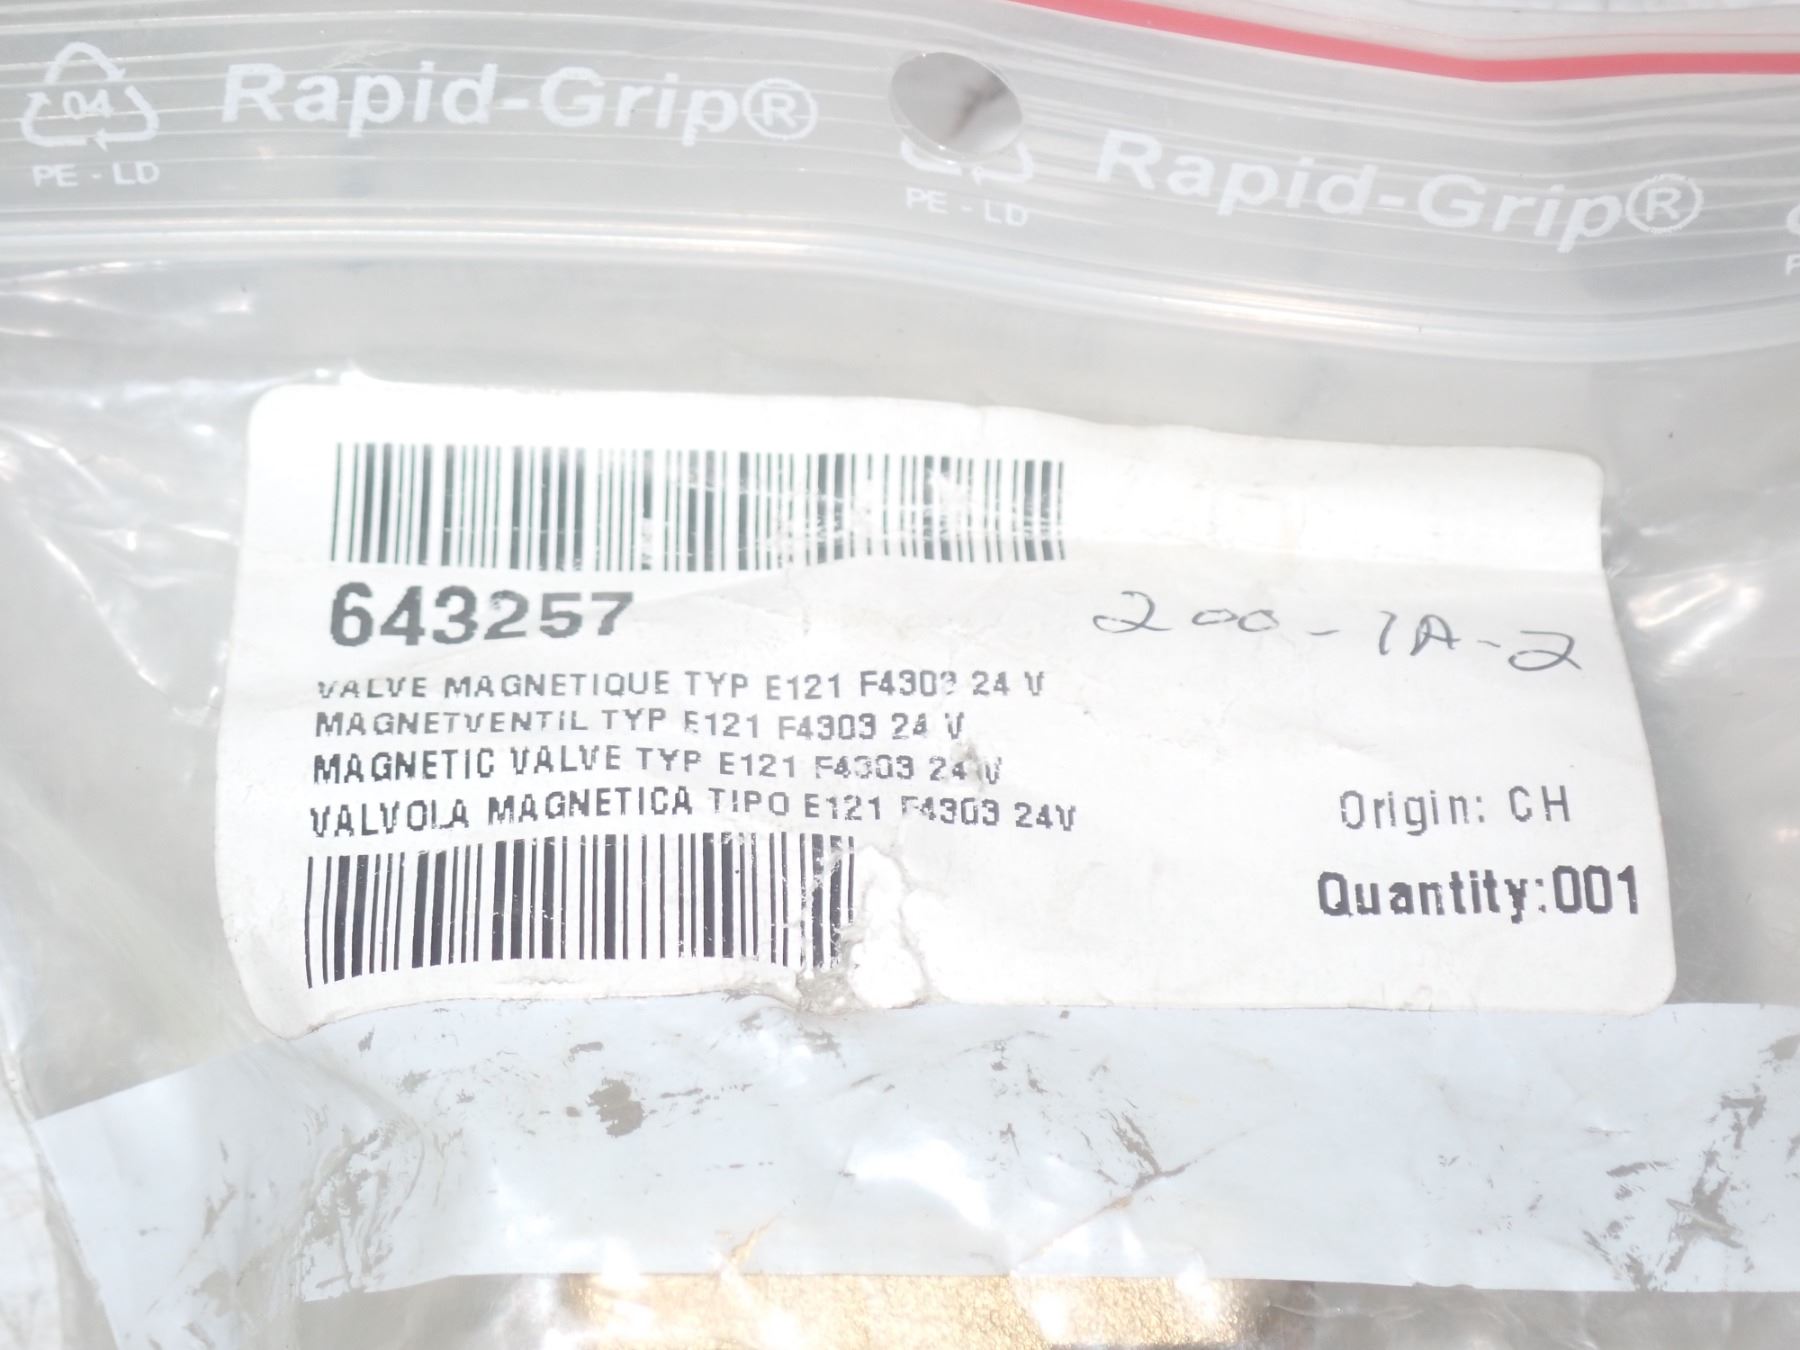 04
PE - LD
Rapid-Grip®
PE - LD
Rapid-Grip®
643257
200-1A-2
VALVE MAGNETIQUE TYP E121 F4303 24 V
MAGNETVENTIL TYP E121 F4303 24 V
MAGNETIC VALVE TYP E121 F4303 24 V
VALVOLA MAGNETICA TIPO E121 F4303 24V
Origin: CH
Quantity:001